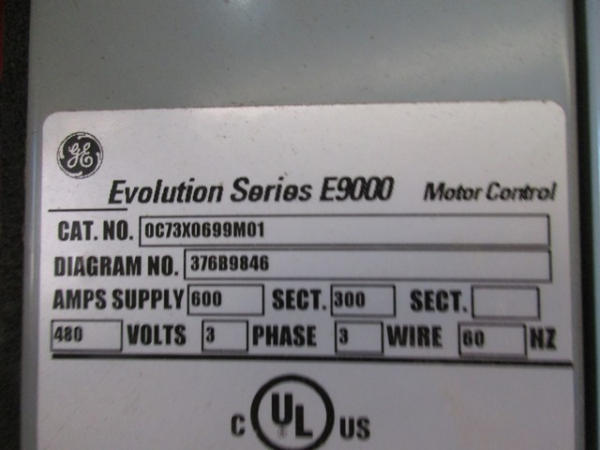 GE
Evolution Series E9000 Motor Control
CAT. NO. 0C73X0699M01
DIAGRAM NO. 376B9846
AMPS SUPPLY 600 SECT. 300 SECT.
480 VOLTS 3 PHASE 3 WIRE 60 NZ
C UL US